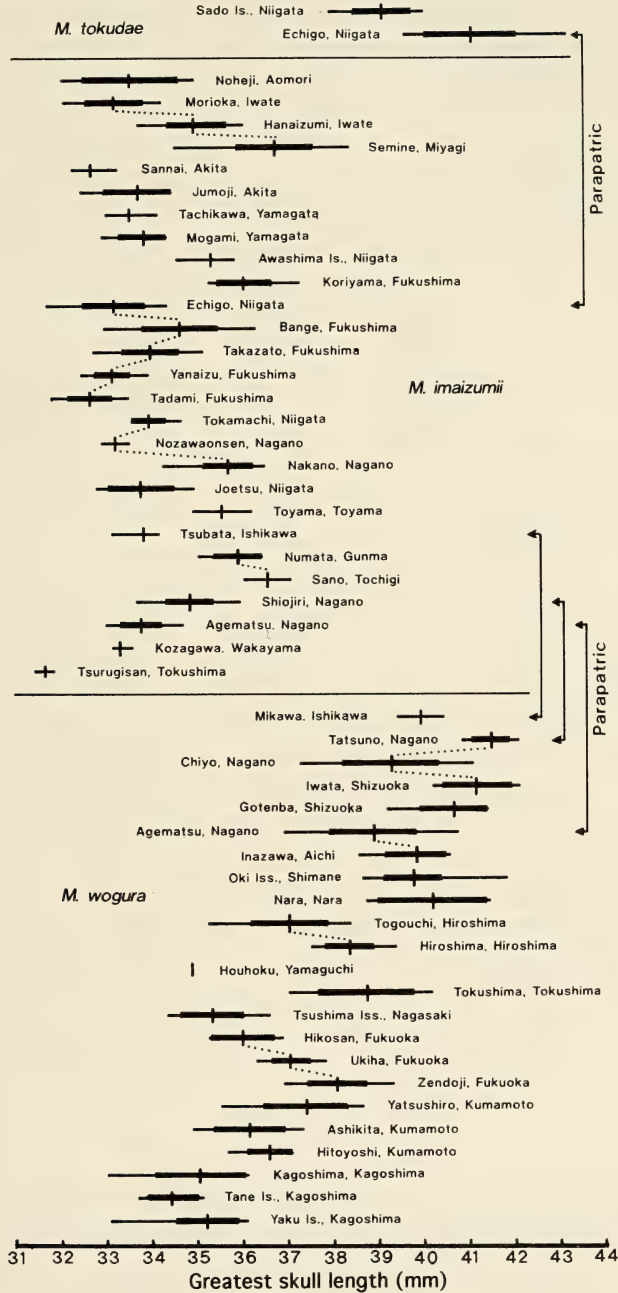 Sado Is., Niigata
M. tokudae
Echigo, Niigata
Noheji, Aomori
Morioka, Iwate
Hanaizumi, Iwate
Semine, Miyagi
Sannai, Akita
Jumoji, Akita
Tachikawa, Yamagata
Mogami, Yamagata
Awashima Is., Niigata
Koriyama, Fukushima
Parapatric
Echigo, Niigata
Bange, Fukushima
Takazato, Fukushima
Yanaizu, Fukushima
M. imaizumii
Tadami, Fukushima
Tokamachi, Niigata
Nozawaonsen, Nagano
Nakano, Nagano
Joetsu, Niigata
Toyama, Toyama
Tsubata, Ishikawa
Numata, Gunma
Sano, Tochigi
Shiojiri, Nagano
Agematsu, Nagano
Kozagawa, Wakayama
Tsurugisan, Tokushima
Parapatric
Mikawa, Ishikawa
Tatsuno, Nagano
Chiyo, Nagano
Iwata, Shizuoka
Gotenba, Shizuoka
Agematsu, Nagano
Inazawa, Aichi
Oki Iss., Shimane
M. wogura
Nara, Nara
Togouchi, Hiroshima
Hiroshima, Hiroshima
Houhoku, Yamaguchi
Tokushima, Tokushima
Tsushima Iss., Nagasaki
Hikosan, Fukuoka
Ukiha, Fukuoka
Zendoji, Fukuoka
Yatsushiro, Kumamoto
Ashikita, Kumamoto
Hitoyoshi, Kumamoto
Kagoshima, Kagoshima
Tane Is., Kagoshima
Yaku Is., Kagoshima
31 32 33 34 35 36 37 38 39 40 41 42 43 44
Greatest skull length (mm)